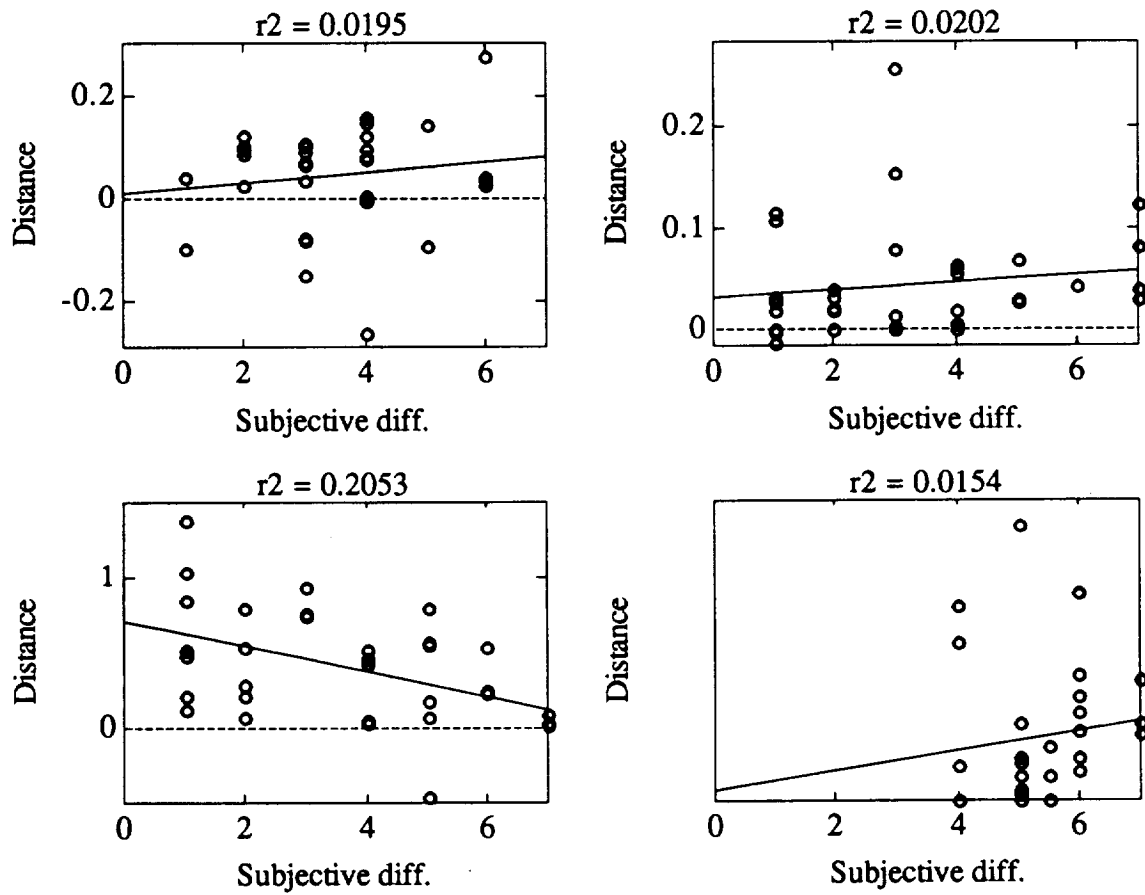 r2 = 0.0195
0.2
0
-0.2
Distance
0 2 4 6
Subjective diff.
r2 = 0.0202
0.2
0.1
0
Distance
0 2 4 6
Subjective diff.
r2 = 0.2053
1
0
Distance
0 2 4 6
Subjective diff.
r2 = 0.0154
Distance
0 2 4 6
Subjective diff.